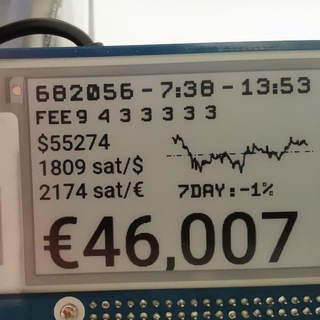 682056-7:38-13:53
FEE9 4 3 3 3 3 3
$55274
1809 sat/$
2174 sat/€
7DAY:-1%
€46,007